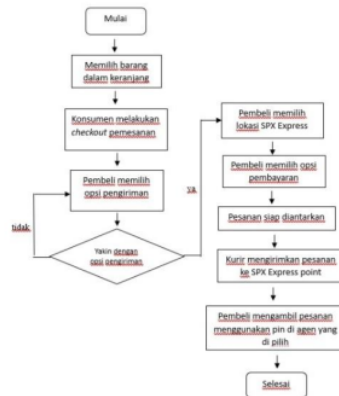 Mulai
Memilih barang
dalam keranjang
Konsumen melakukan
checkout pemesanan
Pembeli memilih
opsi pengiriman
tidak
Yakin dengan
opsi pengiriman
ya
Pembeli memilih
lokasi SPX Express
Pembeli memilih opsi
pembayaran
Pesanan siap diantarkan
Kurir mengirimkan pesanan
ke SPX Express point
Pembeli mengambil pesanan
menggunakan pin di agen yang
di pilih
Selesai